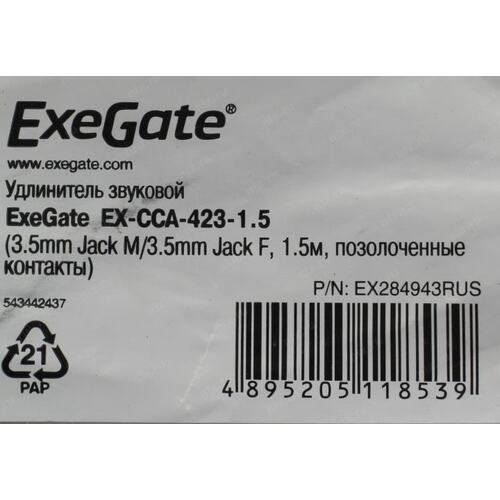 ExeGate®
www.exegate.com
Удлинитель звуковой
ExeGate EX-CCA-423-1.5
(3.5mm Jack M/3.5mm Jack F, 1.5м, позолоченные
контакты)
543442437
P/N: EX284943RUS
21
PAP
4 895205 118539